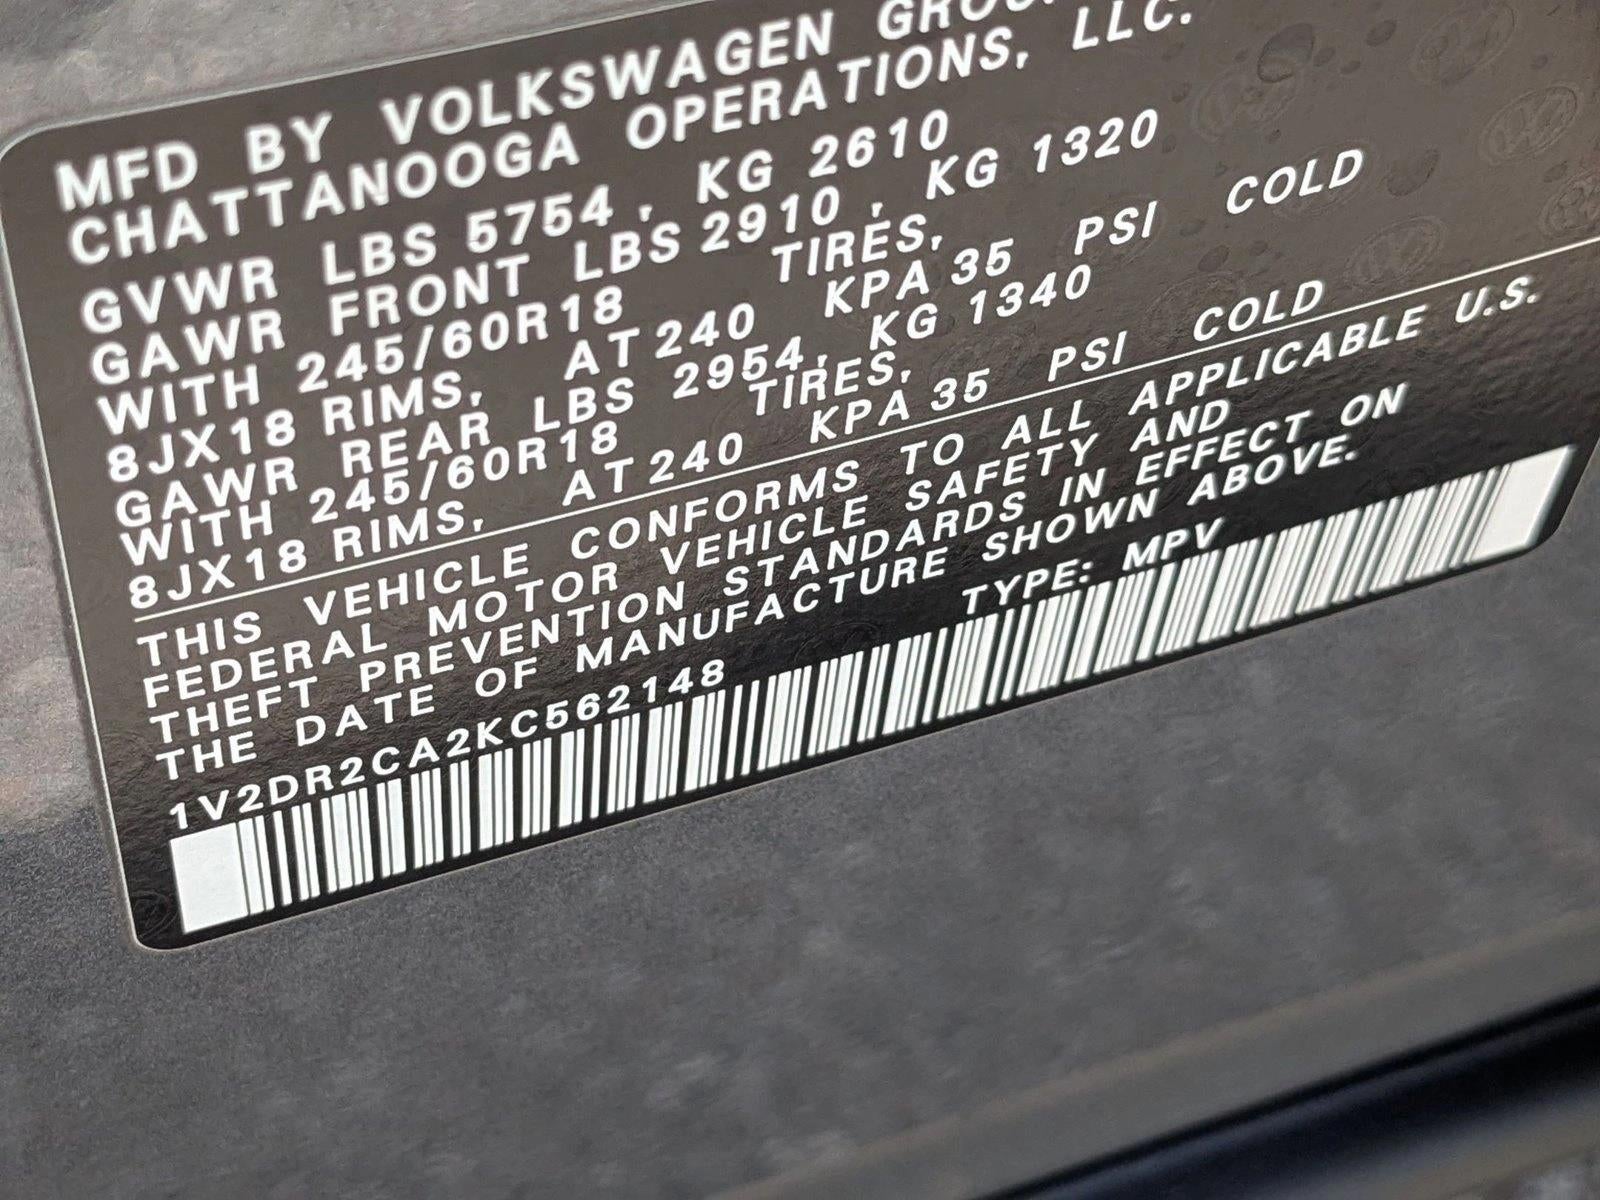 MFD BY VOLKSWAGEN
CHATTANOOGA OPERATIONS, LLC.
GVWR LBS 5754, KG 2610
GAWR FRONT LBS 2910, KG 1320
WITH 245/60R18 TIRES,
8JX18 RIMS, AT 240 KPA 35 PSI COLD
GAWR REAR LBS 2954, KG 1340
WITH 245/60R18 TIRES,
8JX18 RIMS, AT 240 KPA 35 PSI COLD
THIS VEHICLE CONFORMS TO ALL APPLICABLE U.S.
FEDERAL MOTOR VEHICLE SAFETY AND
THEFT PREVENTION STANDARDS IN EFFECT ON
THE DATE OF MANUFACTURE SHOWN ABOVE.
1V2DR2CA2KC562148 TYPE: MPV